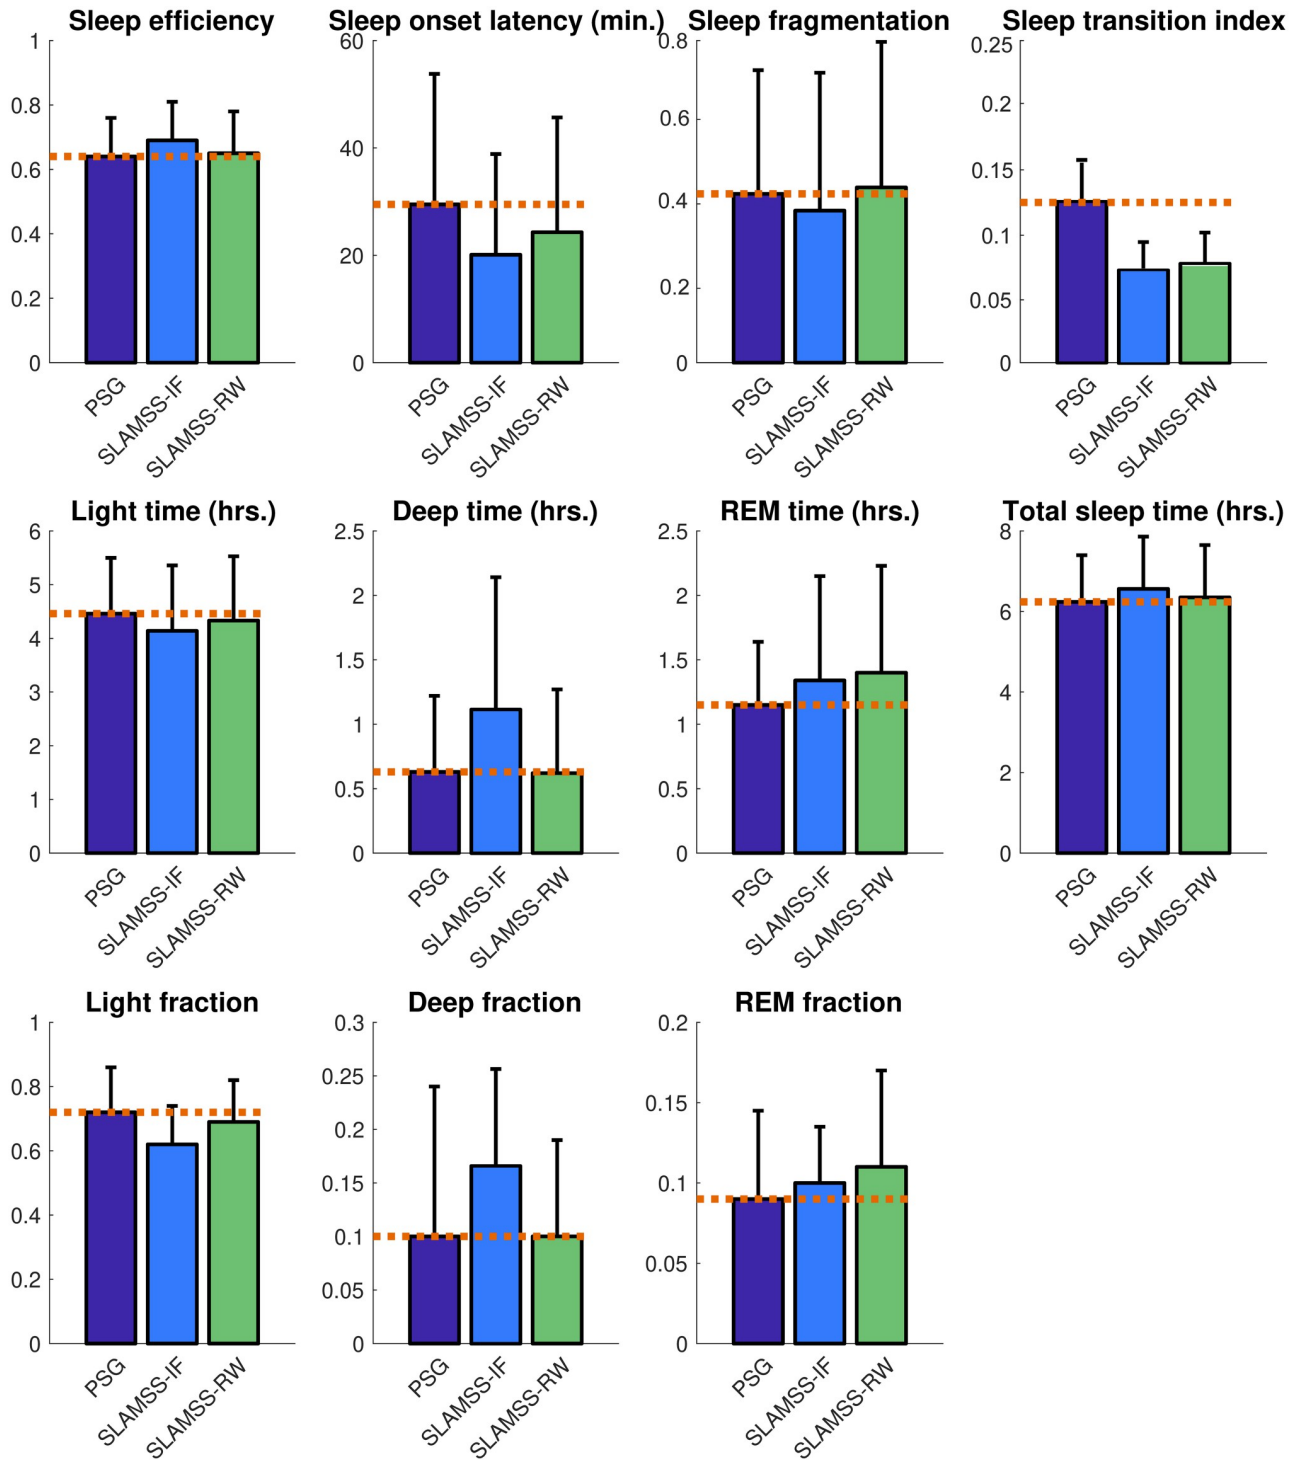 Sleep efficiency
1
0.8
0.6
0.4
0.2
0
PSG
SLAMSS-IF
SLAMSS-RW
Sleep onset latency (min.)
60
40
20
0
PSG
SLAMSS-IF
SLAMSS-RW
Sleep fragmentation
0.8
0.6
0.4
0.2
0
PSG
SLAMSS-IF
SLAMSS-RW
Sleep transition index
0.25
0.2
0.15
0.1
0.05
0
PSG
SLAMSS-IF
SLAMSS-RW
Light time (hrs.)
6
5
4
3
2
1
0
PSG
SLAMSS-IF
SLAMSS-RW
Deep time (hrs.)
2.5
2
1.5
1
0.5
0
PSG
SLAMSS-IF
SLAMSS-RW
REM time (hrs.)
2.5
2
1.5
1
0.5
0
PSG
SLAMSS-IF
SLAMSS-RW
Total sleep time (hrs.)
8
6
4
2
0
PSG
SLAMSS-IF
SLAMSS-RW
Light fraction
1
0.8
0.6
0.4
0.2
0
PSG
SLAMSS-IF
SLAMSS-RW
Deep fraction
0.3
0.25
0.2
0.15
0.1
0.05
0
PSG
SLAMSS-IF
SLAMSS-RW
REM fraction
0.2
0.15
0.1
0.05
0
PSG
SLAMSS-IF
SLAMSS-RW